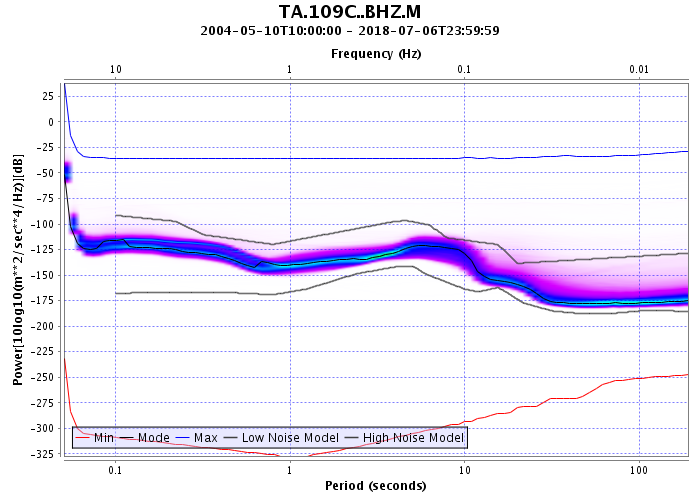 TA.109C..BHZ.M
2004-05-10T10:00:00 - 2018-07-06T23:59:59
Frequency (Hz)
10 1 0.1 0.01
Power[10log10(m**2/sec**4/Hz)][dB]
25
0
-25
-50
-75
-100
-125
-150
-175
-200
-225
-250
-275
-300
-325
Min Mode Max Low Noise Model High Noise Model
0.1 1 10 100
Period (seconds)